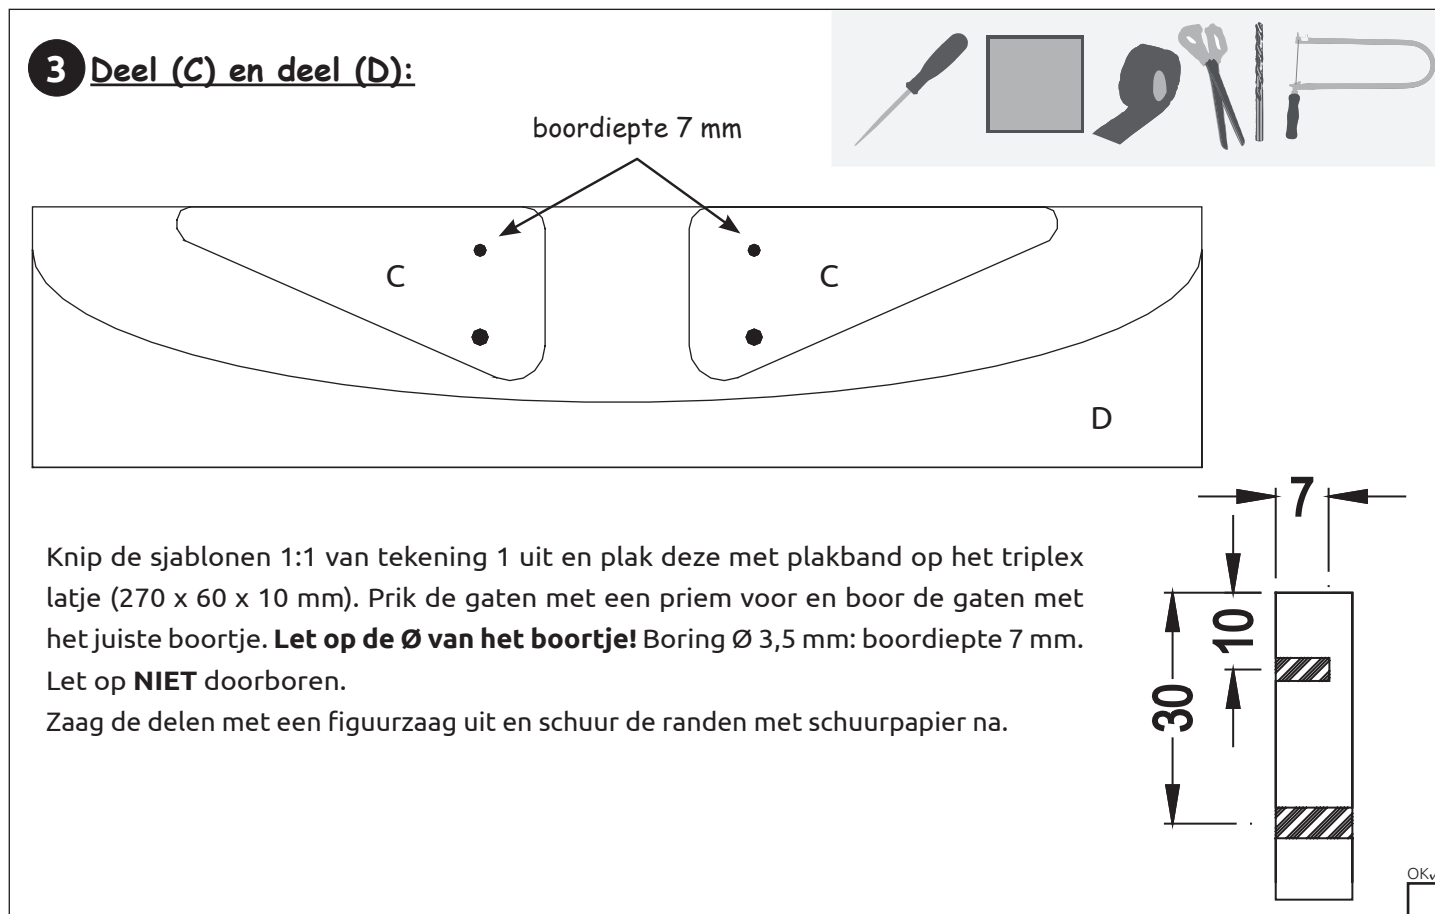 3 Deel (C) en deel (D):
boordiepte 7 mm
C
C
D
Knip de sjablonen 1:1 van tekening 1 uit en plak deze met plakband op het triplex
latje (270 x 60 x 10 mm). Prik de gaten met een priem voor en boor de gaten met
het juiste boortje. Let op de Ø van het boortje! Boring Ø 3,5 mm: boordiepte 7 mm.
Let op NIET doorboren.
Zaag de delen met een figuurzaag uit en schuur de randen met schuurpapier na.
7
10
30